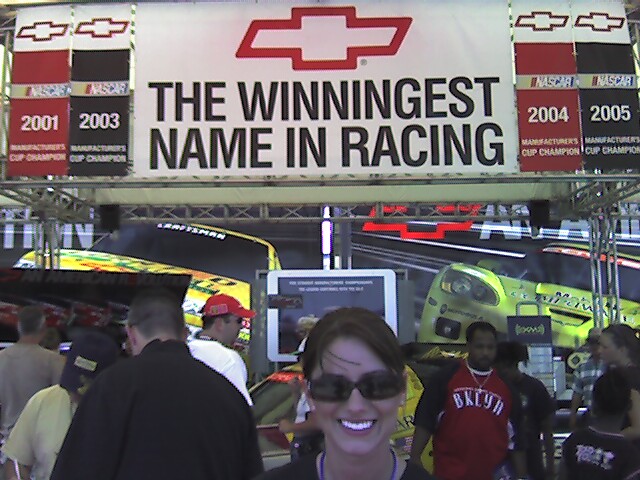 THE WINNINGEST
NAME IN RACING
NASCAR
2001
MANUFACTURER'S
CUP CHAMPION
NASCAR
2003
MANUFACTURER'S
CUP CHAMPION
NASCAR
2004
MANUFACTURER'S
CUP CHAMPION
NASCAR
2005
MANUFACTURER'S
CUP CHAMPION
CRAFTSMAN
XM
BKLYN